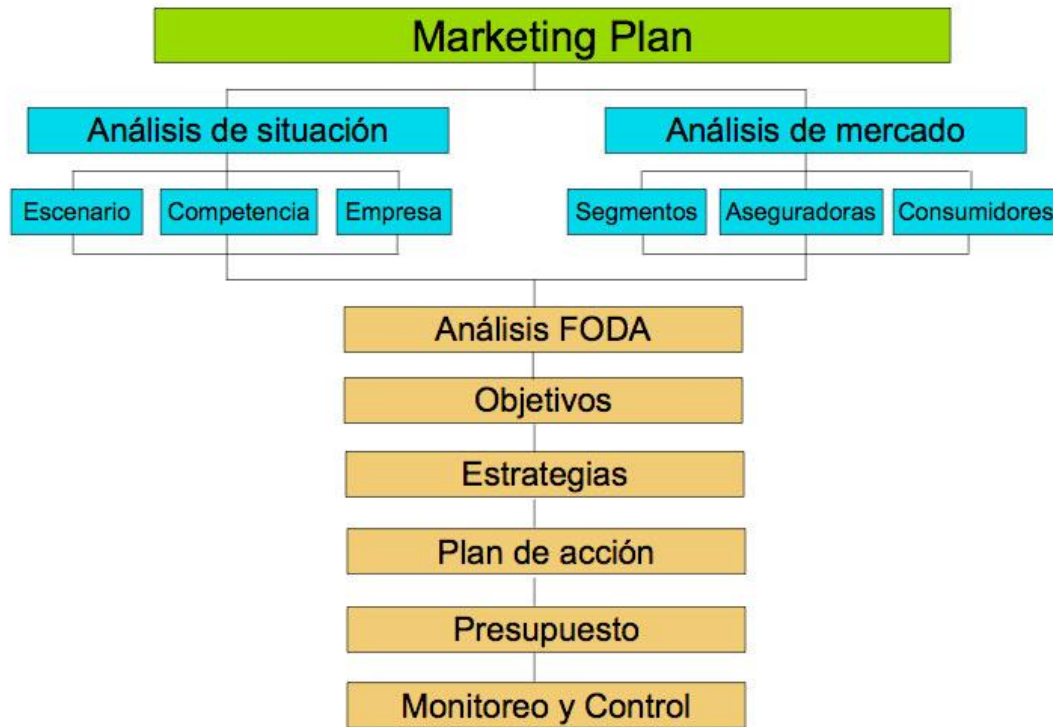 Marketing Plan
Análisis de situación
Análisis de mercado
Escenario
Competencia
Empresa
Segmentos
Aseguradoras
Consumidores
Análisis FODA
Objetivos
Estrategias
Plan de acción
Presupuesto
Monitoreo y Control